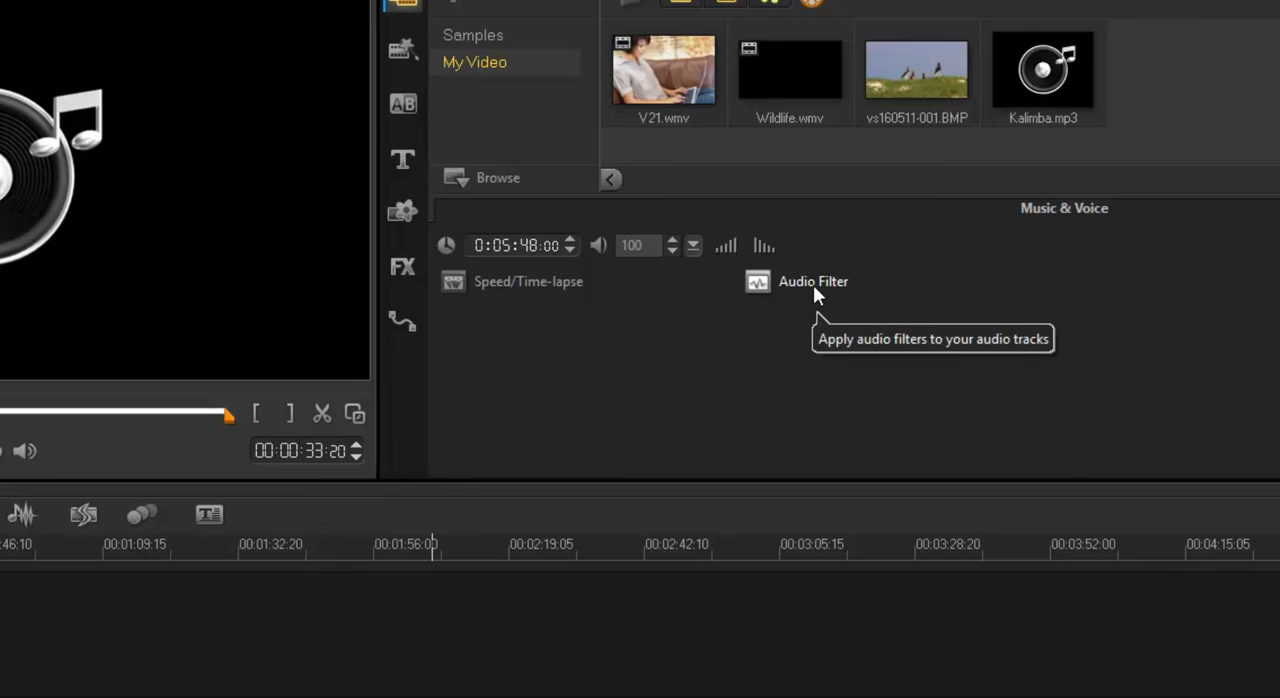 Samples
My Video
V21.wmv
Wildlife.wmv
vs160511-001.BMP
Kalimba.mp3
Browse
Music & Voice
0:05:48:00
100
Speed/Time-lapse
Audio Filter
Apply audio filters to your audio tracks
AB
T
FX
[ ]
00:00:33:20
T
:46:10 00:01:09:15 00:01:32:20 00:01:56:00 00:02:19:05 00:02:42:10 00:03:05:15 00:03:28:20 00:03:52:00 00:04:15:05